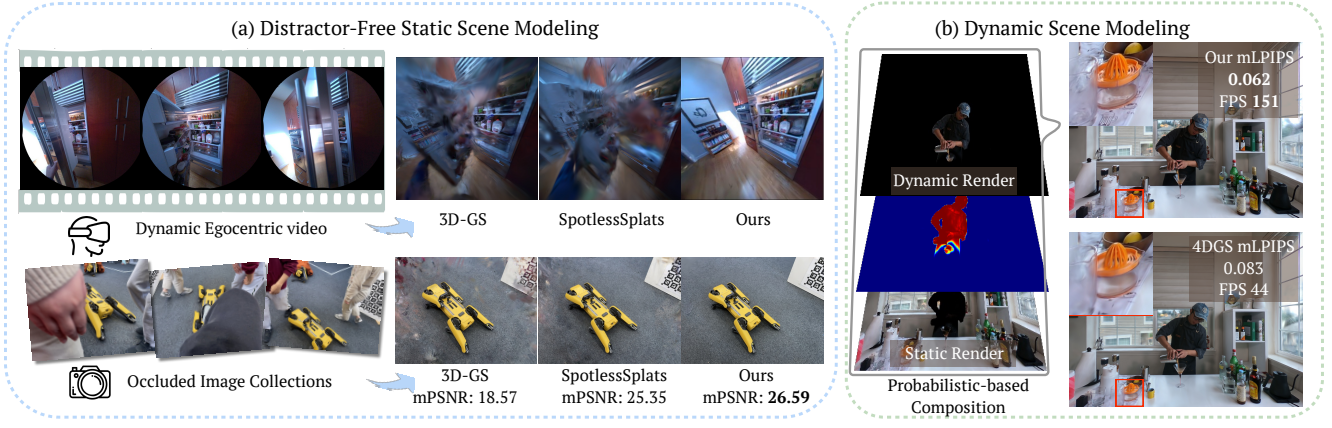 (a) Distractor-Free Static Scene Modeling
3D-GS
SpotlessSplats
Ours
Dynamic Egocentric video
3D-GS
mPSNR: 18.57
SpotlessSplats
mPSNR: 25.35
Ours
mPSNR: 26.59
Occluded Image Collections
(b) Dynamic Scene Modeling
Dynamic Render
Static Render
Probabilistic-based
Composition
Our mLPIPS
0.062
FPS 151
4DGS mLPIPS
0.083
FPS 44